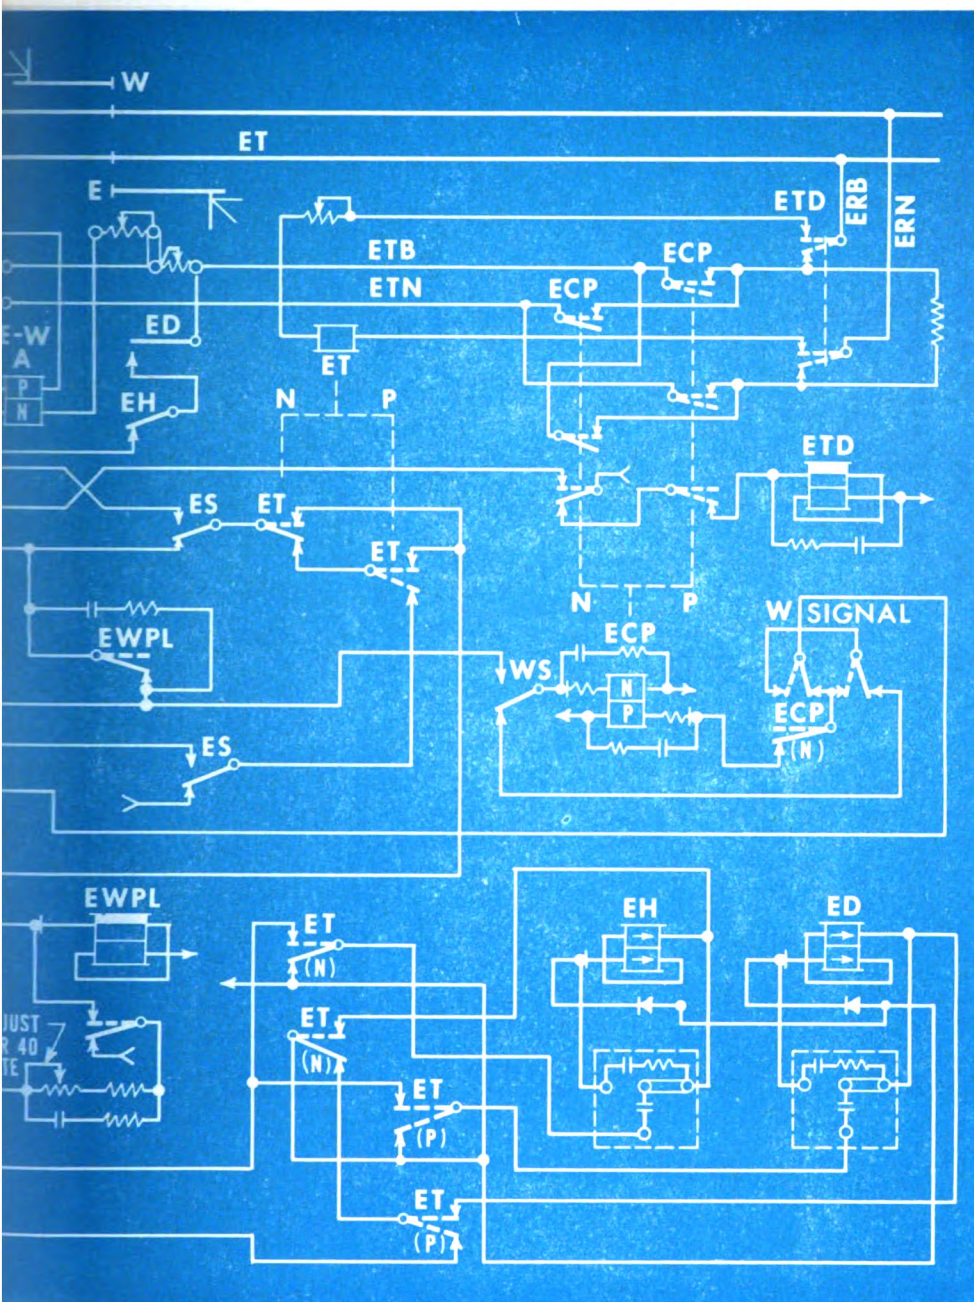 W
ET
E
ETD
ERB
ERN
ETB
ECP
ETN
ECP
ED
E-W
A
P
N
EH
ET
N P
ETD
ES ET
ET
N P
W SIGNAL
EWPL
ECP
WS
N
P
ECP
(N)
ES
EWPL
EH
ED
ET
(N)
ET
(N)
JUST
R 40
TE
ET
(P)
ET
(P)